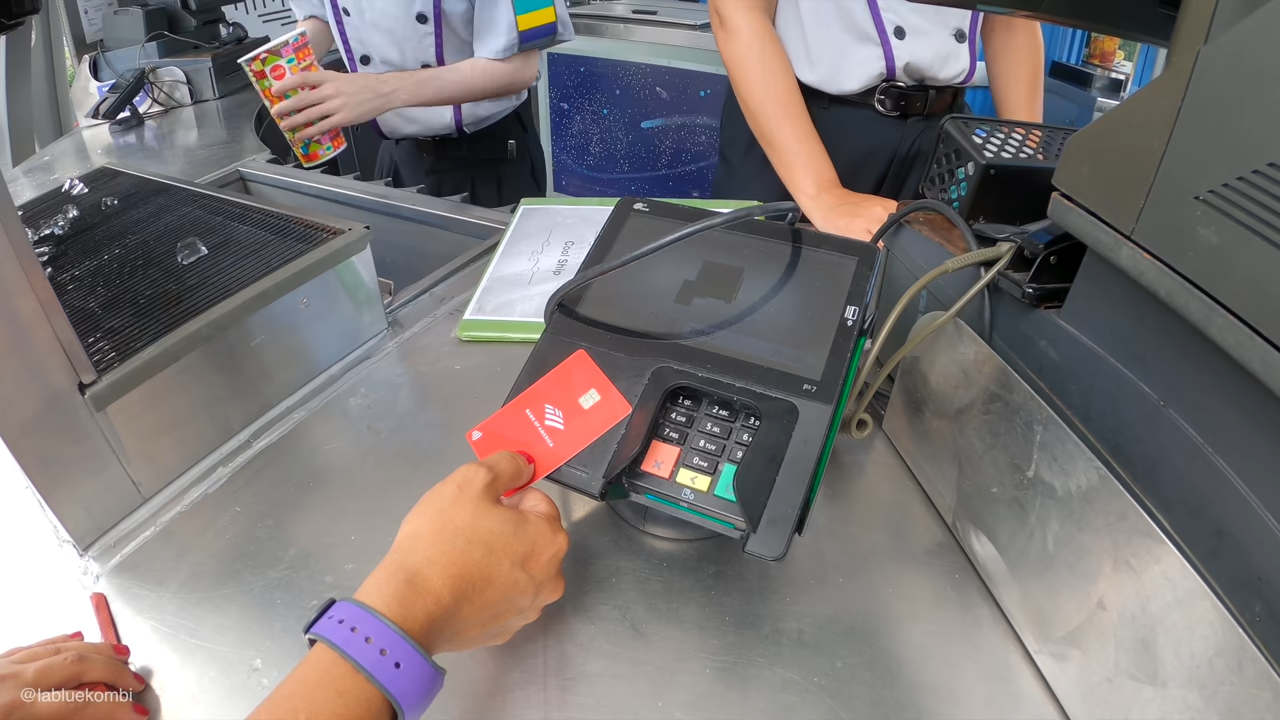 Cool Ship
BANK OF AMERICA
Px7
1 QZ.
2 ABC
3
4 GHI
5 JKL
6
7 PRS
8 TUV
9
0
@labluekombi